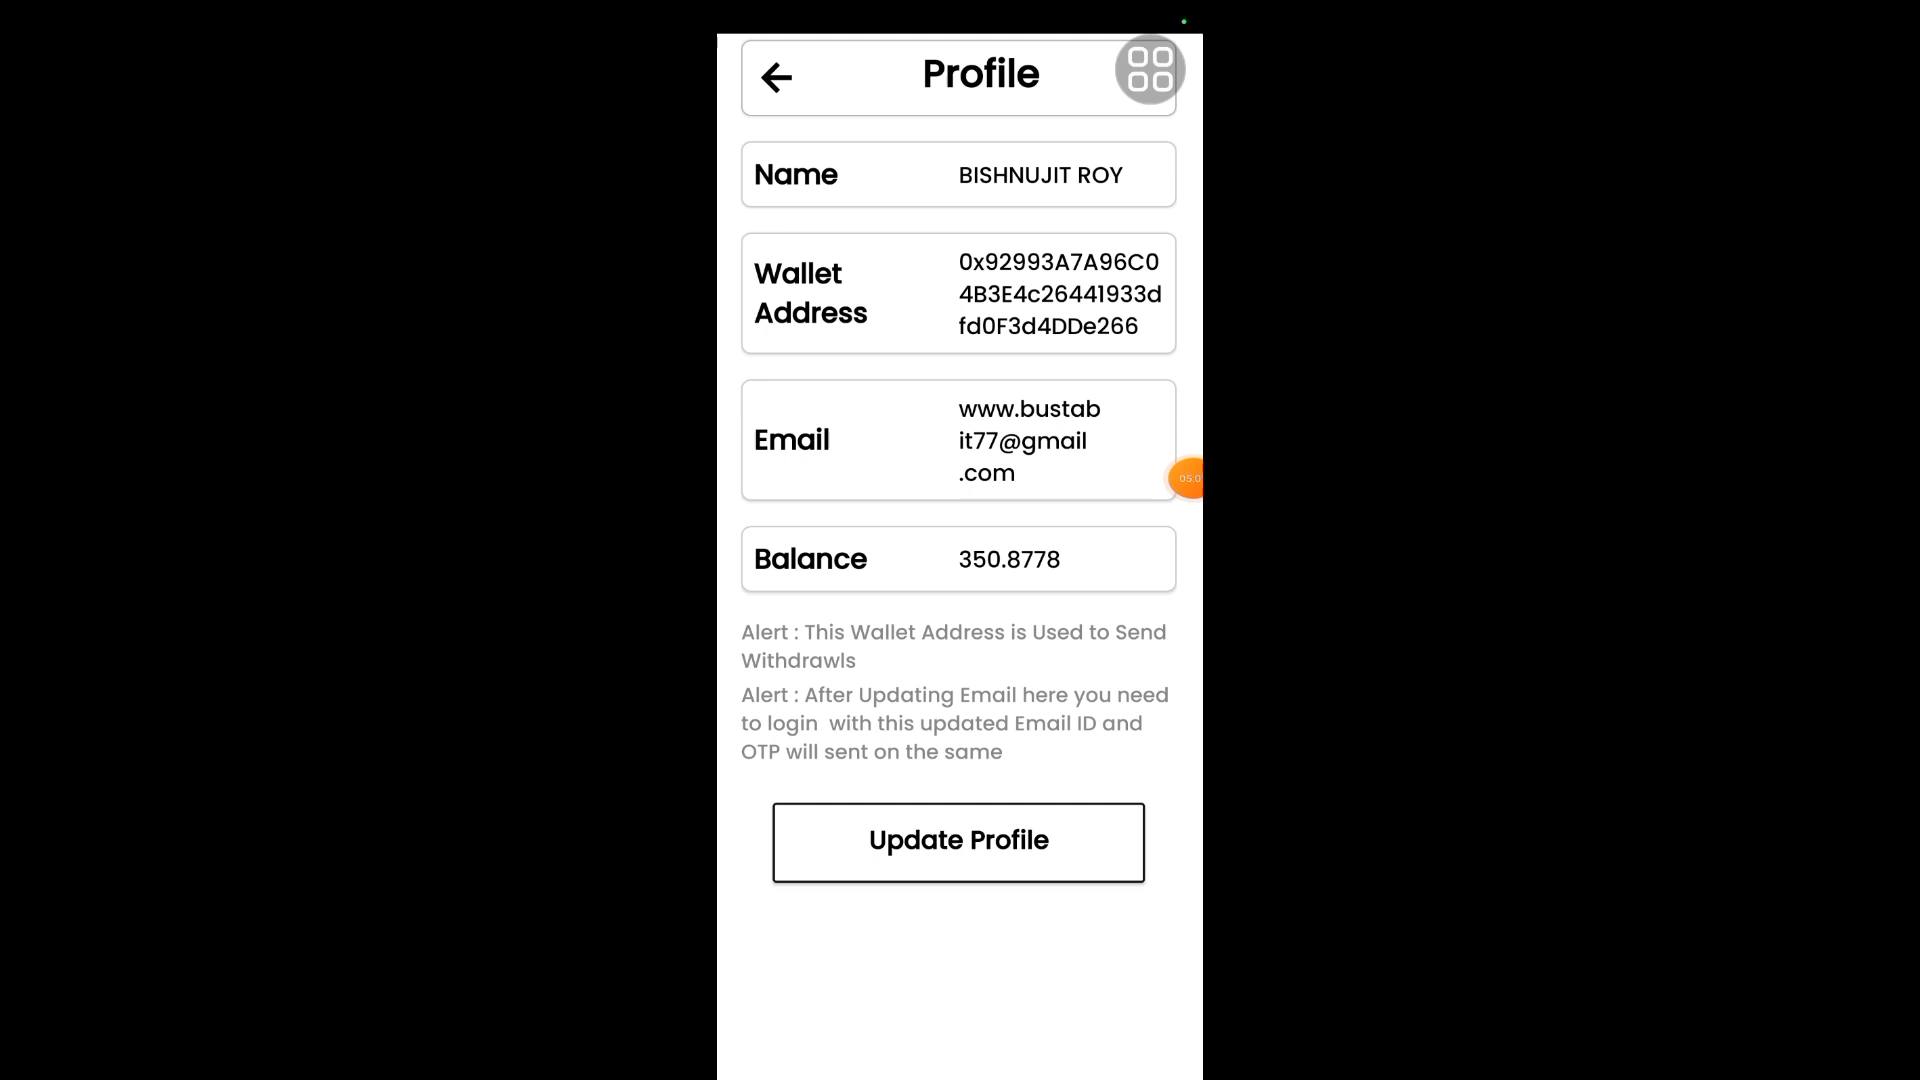 Profile
Name
BISHNUJIT ROY
Wallet
Address
0x92993A7A96C0
4B3E4c26441933d
fd0F3d4DDe266
Email
www.bustab
it77@gmail
.com
05:0
Balance
350.8778
Alert : This Wallet Address is Used to Send
Withdrawls
Alert : After Updating Email here you need
to login  with this updated Email ID and
OTP will sent on the same
Update Profile